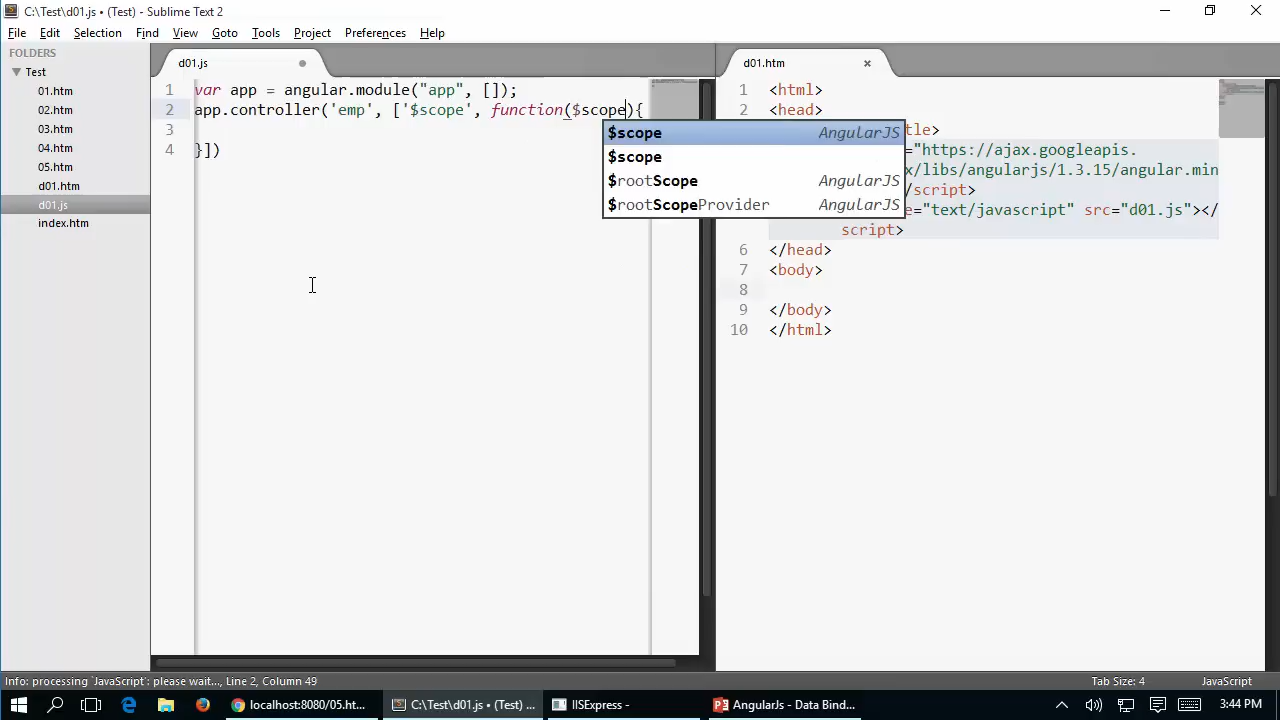 C:\Test\d01.js • (Test) - Sublime Text 2
File Edit Selection Find View Goto Tools Project Preferences Help
FOLDERS
Test
01.htm
02.htm
03.htm
04.htm
05.htm
d01.htm
d01.js
index.htm
d01.js
1 var app = angular.module("app", []);
2 app.controller('emp', ['$scope', function($scope){
3
4 }])
$scope AngularJS
$scope
$rootScope AngularJS
$rootScopeProvider AngularJS
d01.htm
1 <html>
2 <head>
tle>
="https://ajax.googleapis.
x/libs/angularjs/1.3.15/angular.min
/script>
e="text/javascript" src="d01.js"></
script>
6 </head>
7 <body>
8
9 </body>
10 </html>
Info: processing `JavaScript`: please wait..., Line 2, Column 49
Tab Size: 4
JavaScript
localhost:8080/05.ht...
C:\Test\d01.js • (Test) ...
IISExpress -
AngularJs - Data Bind...
3:44 PM